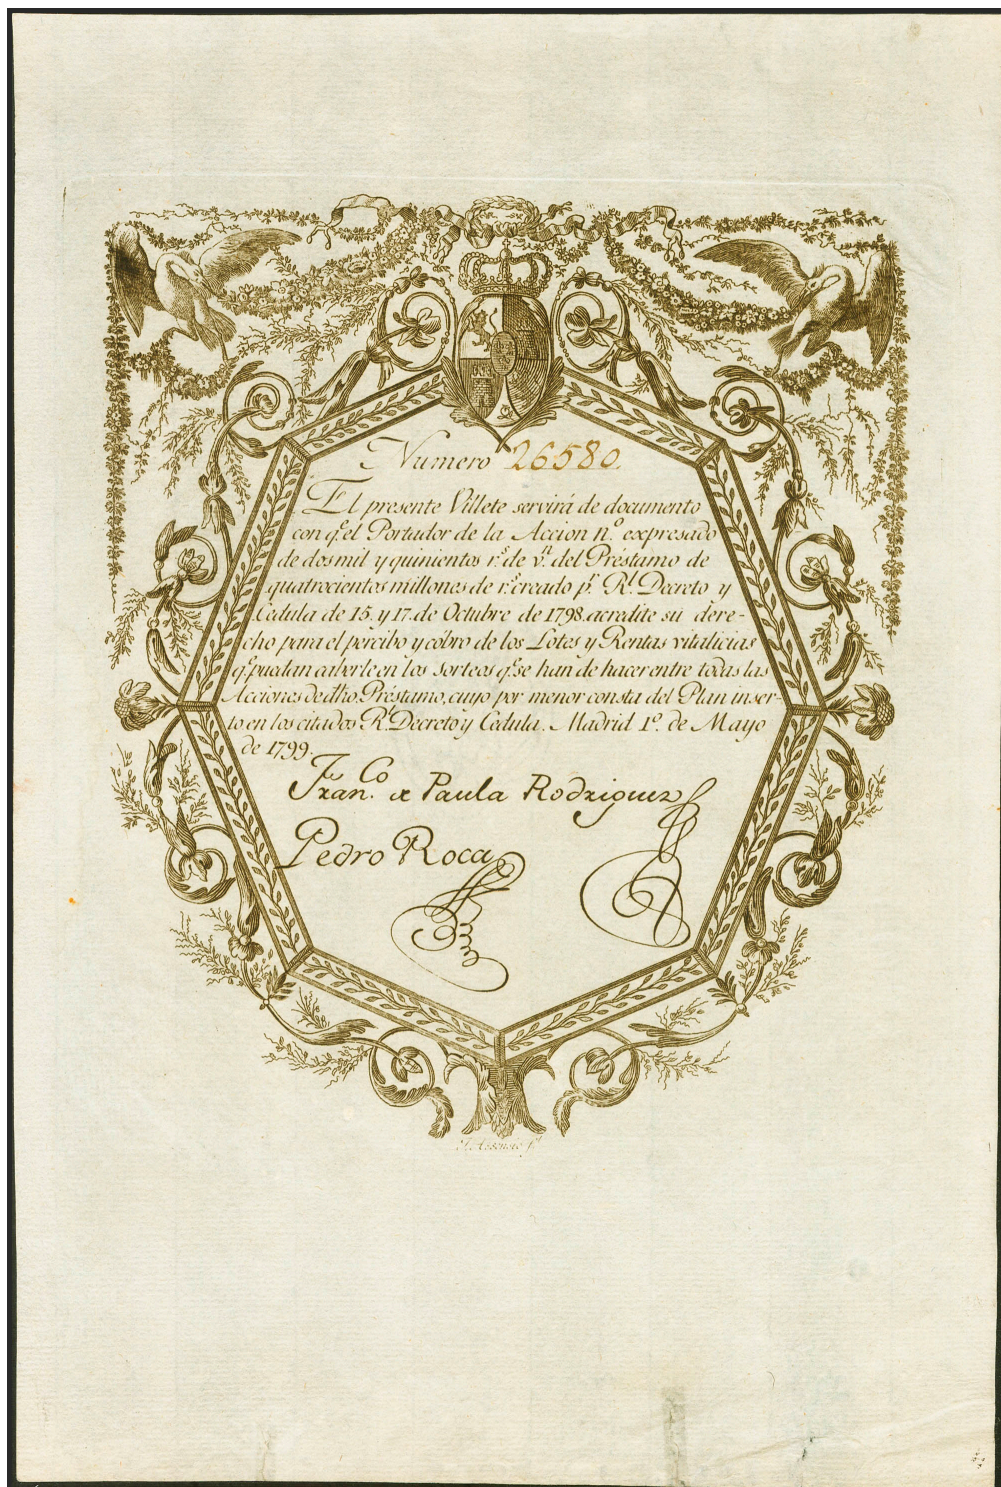 Numero 26580.
El presente Villete servirá de documento
con q.e el Portador de la Accion n.o expresado
de dos mil y quinientos r.s de v.n del Préstamo de
quatrocientos millones de r.s creado p.r R.l Decreto y
Cedula de 15. y 17. de Octubre de 1798. acredite su dere-
cho para el percibo y cobro de los Lotes y Rentas vitalicias
q.e puedan caberle en los sorteos q.e se han de hacer entre todas las
Acciones de dho. Préstamo, cuyo por menor consta del Plan inser-
to en los citados R.l Decreto y Cedula. Madrid 1.o de Mayo
de 1799.
Fran.co de Paula Rodriguez
Pedro Roca
Assensio f.t